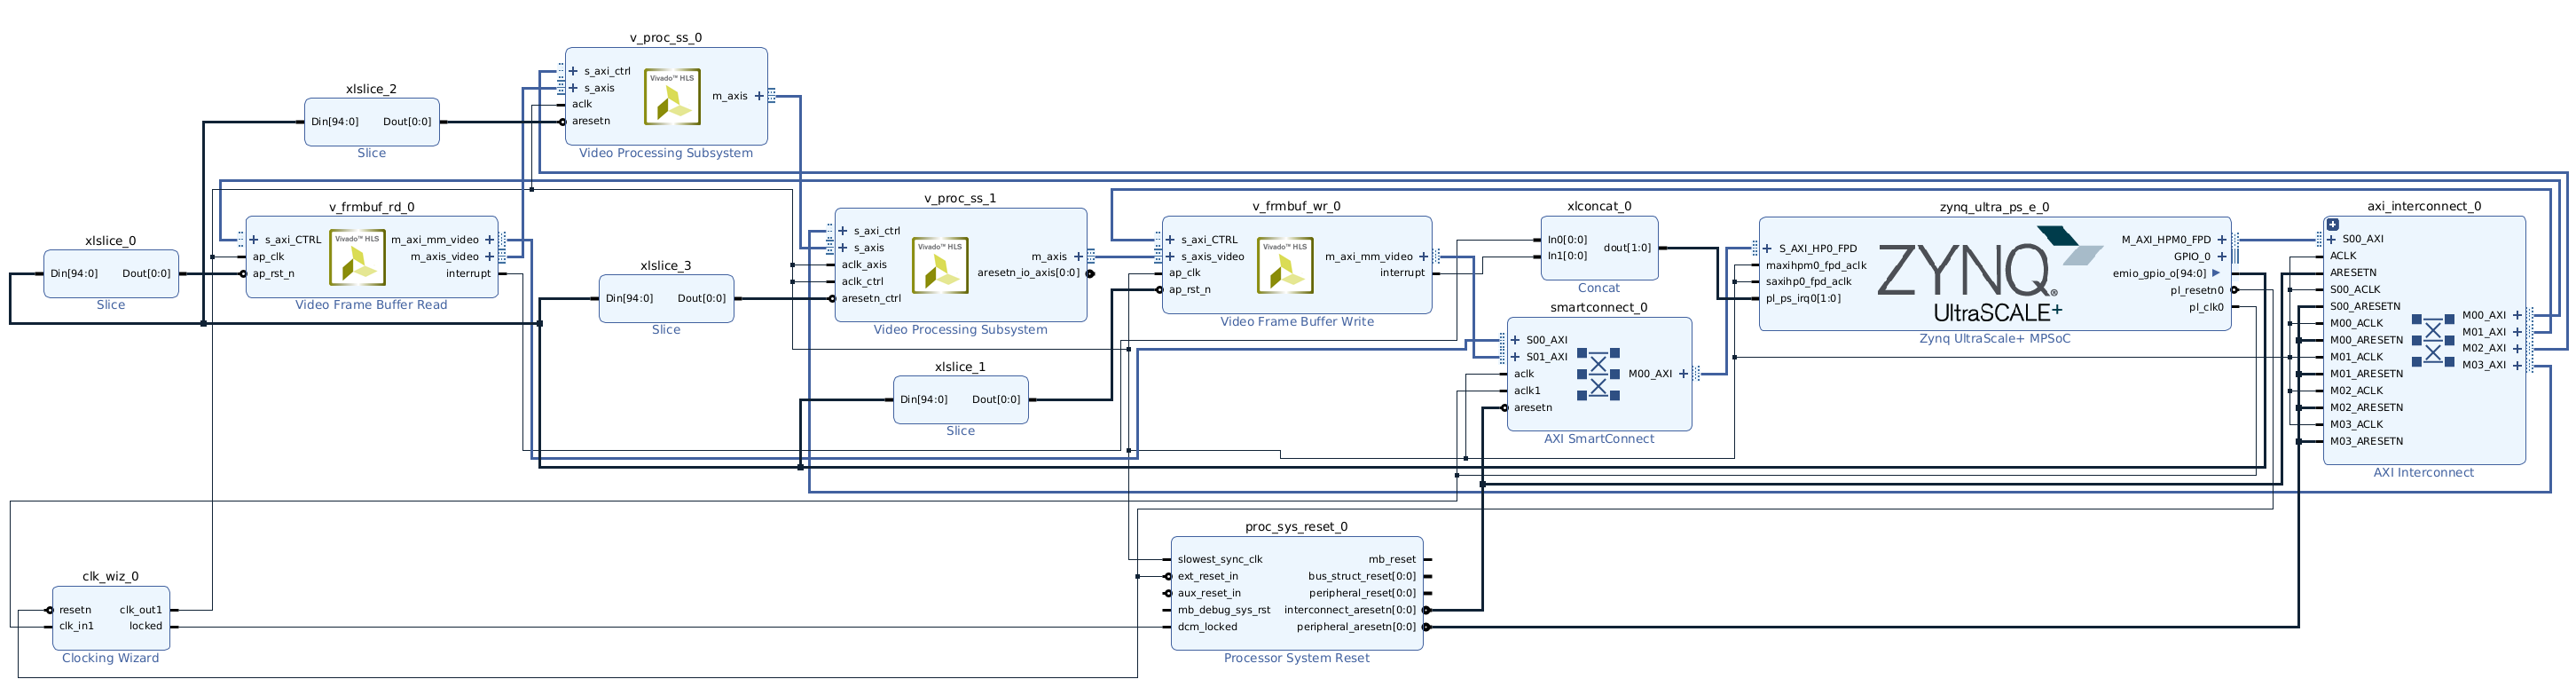 v_proc_ss_0
s_axi_ctrl
s_axis
aclk
aresetn
Vivado™ HLS
m_axis
Video Processing Subsystem
xlslice_2
Din[94:0] Dout[0:0]
Slice
v_frmbuf_rd_0
s_axi_CTRL
ap_clk
ap_rst_n
Vivado™ HLS
m_axi_mm_video
m_axis_video
interrupt
Video Frame Buffer Read
xlslice_0
Din[94:0] Dout[0:0]
Slice
xlslice_3
Din[94:0] Dout[0:0]
Slice
v_proc_ss_1
s_axi_ctrl
s_axis
aclk_axis
aclk_ctrl
aresetn_ctrl
Vivado™ HLS
m_axis
aresetn_io_axis[0:0]
Video Processing Subsystem
xlslice_1
Din[94:0] Dout[0:0]
Slice
v_frmbuf_wr_0
s_axi_CTRL
s_axis_video
ap_clk
ap_rst_n
Vivado™ HLS
m_axi_mm_video
interrupt
Video Frame Buffer Write
xlconcat_0
In0[0:0]
In1[0:0]
dout[1:0]
Concat
smartconnect_0
S00_AXI
S01_AXI
aclk
aclk1
aresetn
M00_AXI
AXI SmartConnect
zynq_ultra_ps_e_0
S_AXI_HP0_FPD
maxihpm0_fpd_aclk
saxihp0_fpd_aclk
pl_ps_irq0[1:0]
ZYNQ®
UltraSCALE+
M_AXI_HPM0_FPD
GPIO_0
emio_gpio_o[94:0]
pl_resetn0
pl_clk0
Zynq UltraScale+ MPSoC
axi_interconnect_0
S00_AXI
ACLK
ARESETN
S00_ACLK
S00_ARESETN
M00_ACLK
M00_ARESETN
M01_ACLK
M01_ARESETN
M02_ACLK
M02_ARESETN
M03_ACLK
M03_ARESETN
M00_AXI
M01_AXI
M02_AXI
M03_AXI
AXI Interconnect
proc_sys_reset_0
slowest_sync_clk
ext_reset_in
aux_reset_in
mb_debug_sys_rst
dcm_locked
mb_reset
bus_struct_reset[0:0]
peripheral_reset[0:0]
interconnect_aresetn[0:0]
peripheral_aresetn[0:0]
Processor System Reset
clk_wiz_0
resetn
clk_in1
clk_out1
locked
Clocking Wizard